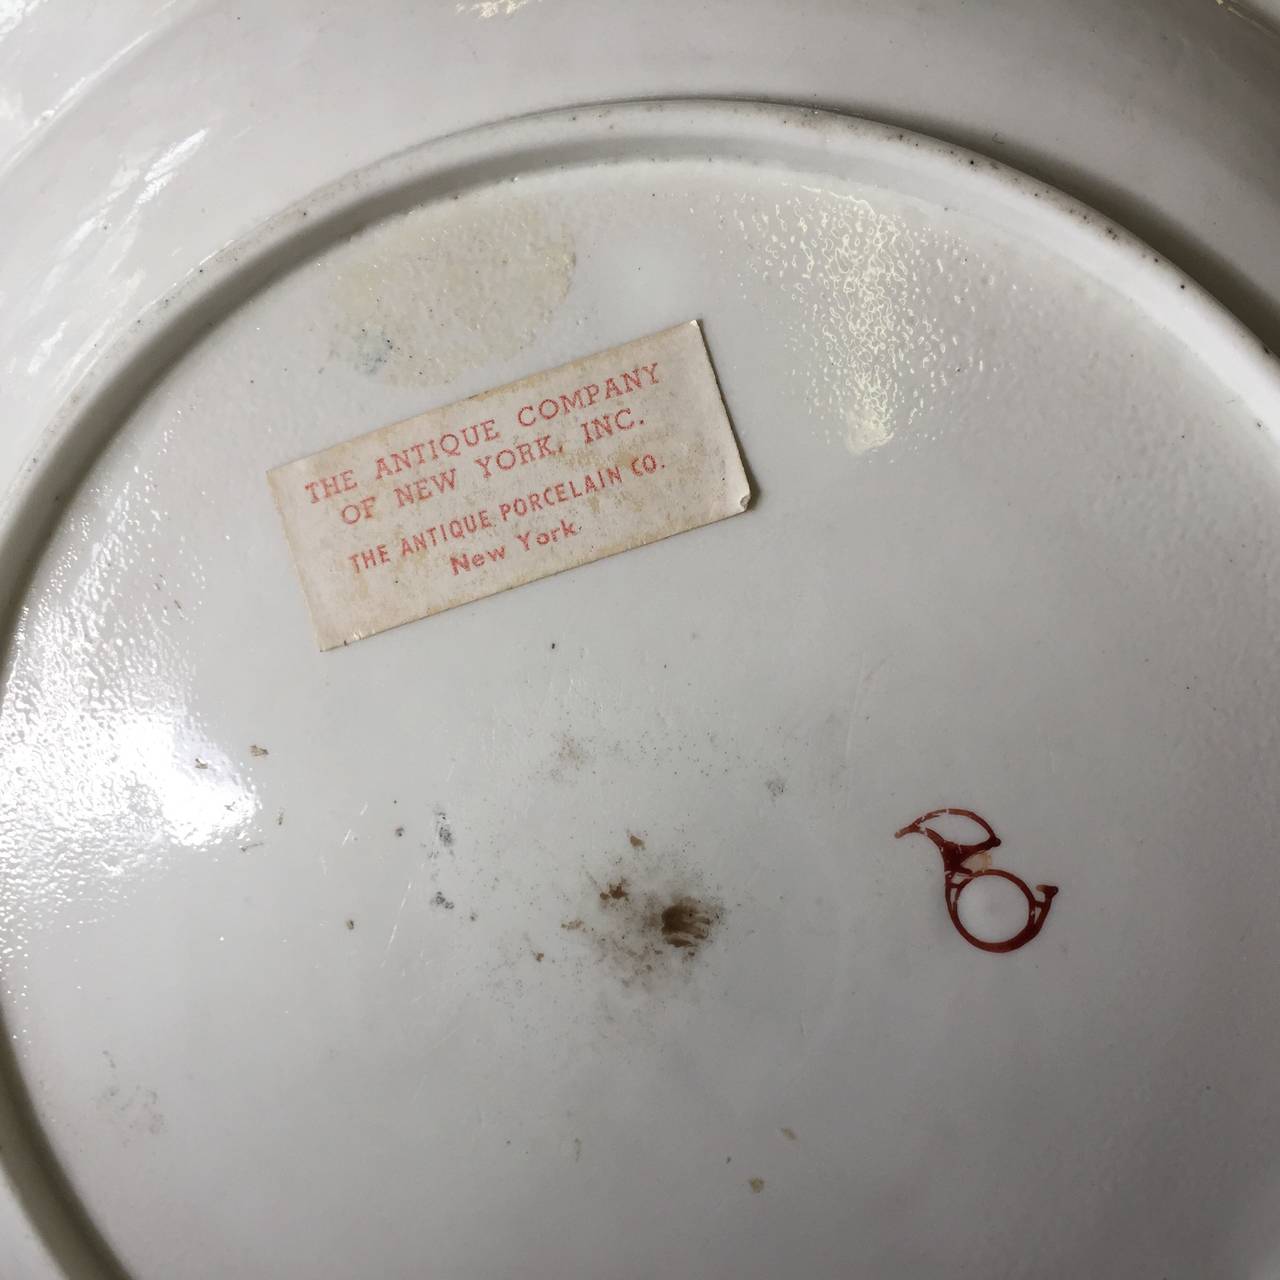 THE ANTIQUE COMPANY
OF NEW YORK, INC.
THE ANTIQUE PORCELAIN CO.
New York